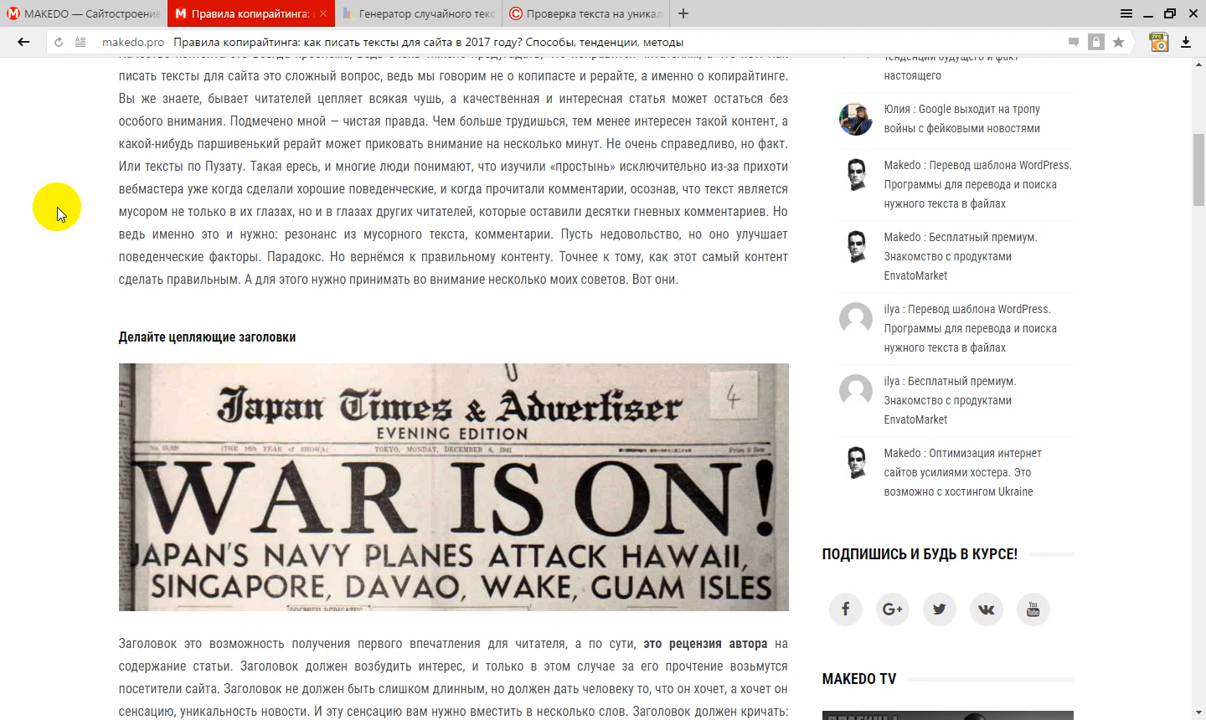 MAKEDO — Сайтостроение
Правила копирайтинга:
Генератор случайного текс
Проверка текста на уникал
makedo.pro Правила копирайтинга: как писать тексты для сайта в 2017 году? Способы, тенденции, методы
писать тексты для сайта это сложный вопрос, ведь мы говорим не о копипасте и рерайте, а именно о копирайтинге.
Вы же знаете, бывает читателей цепляет всякая чушь, а качественная и интересная статья может остаться без
особого внимания. Подмечено мной — чистая правда. Чем больше трудишься, тем менее интересен такой контент, а
какой-нибудь паршивенький рерайт может приковать внимание на несколько минут. Не очень справедливо, но факт.
Или тексты по Пузату. Такая ересь, и многие люди понимают, что изучили «простынь» исключительно из-за прихоти
вебмастера уже когда сделали хорошие поведенческие, и когда прочитали комментарии, осознав, что текст является
мусором не только в их глазах, но и в глазах других читателей, которые оставили десятки гневных комментариев. Но
ведь именно это и нужно: резонанс из мусорного текста, комментарии. Пусть недовольство, но оно улучшает
поведенческие факторы. Парадокс. Но вернёмся к правильному контенту. Точнее к тому, как этот самый контент
сделать правильным. А для этого нужно принимать во внимание несколько моих советов. Вот они.
Делайте цепляющие заголовки
Japan Times & Advertiser
4
EVENING EDITION
TOKYO, MONDAY, DECEMBER 8, 1941
WAR IS ON!
JAPAN'S NAVY PLANES ATTACK HAWAII,
SINGAPORE, DAVAO, WAKE, GUAM ISLES
Заголовок это возможность получения первого впечатления для читателя, а по сути, это рецензия автора на
содержание статьи. Заголовок должен возбудить интерес, и только в этом случае за его прочтение возьмутся
посетители сайта. Заголовок не должен быть слишком длинным, но должен дать человеку то, что он хочет, а хочет он
сенсацию, уникальность новости. И эту сенсацию вам нужно вместить в несколько слов. Заголовок должен кричать:
тенденции будущего и факт
настоящего
Юлия : Google выходит на тропу
войны с фейковыми новостями
Makedo : Перевод шаблона WordPress.
Программы для перевода и поиска
нужного текста в файлах
Makedo : Бесплатный премиум.
Знакомство с продуктами
EnvatoMarket
ilya : Перевод шаблона WordPress.
Программы для перевода и поиска
нужного текста в файлах
ilya : Бесплатный премиум.
Знакомство с продуктами
EnvatoMarket
Makedo : Оптимизация интернет
сайтов усилиями хостера. Это
возможно с хостингом Ukraine
ПОДПИШИСЬ И БУДЬ В КУРСЕ!
MAKEDO TV